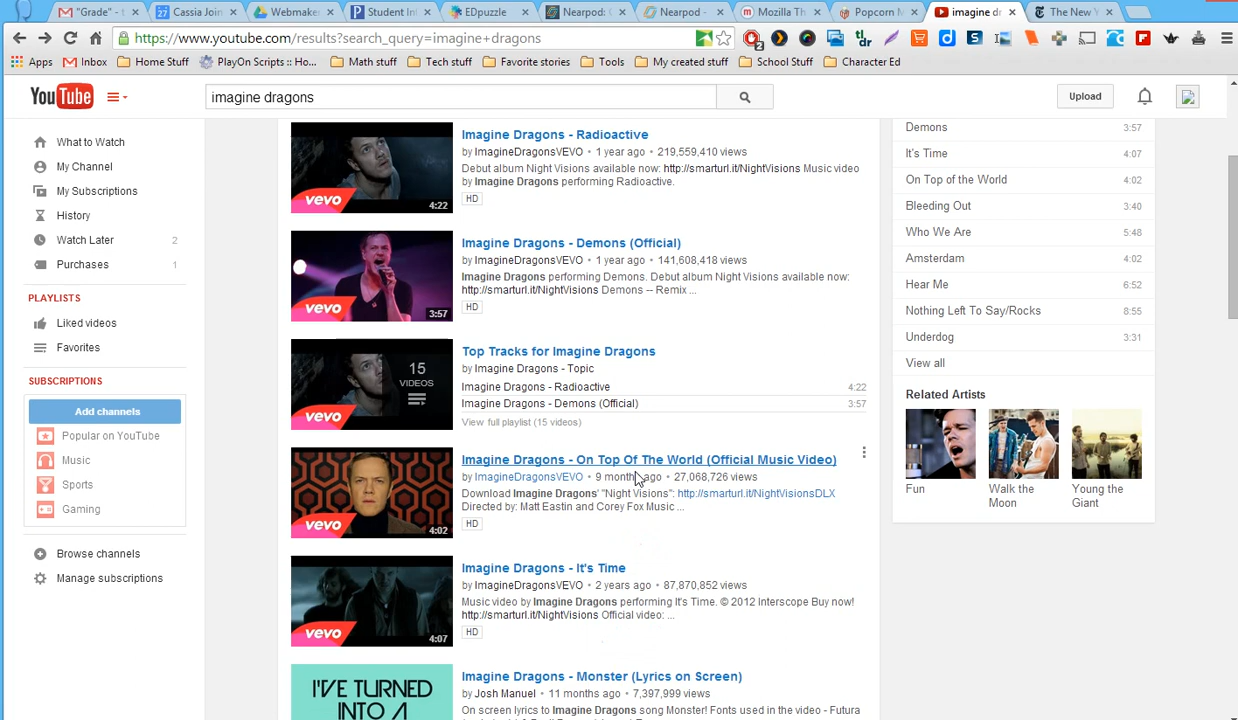 "Grade" - t
Cassia Join
Webmaker
Student Inf
EDpuzzle
Nearpod: C
Nearpod -
Mozilla Th
Popcorn M
imagine dr
The New Y
https://www.youtube.com/results?search_query=imagine+dragons
2
tl;dr
Apps
Inbox
Home Stuff
PlayOn Scripts :: Ho...
Math stuff
Tech stuff
Favorite stories
Tools
My created stuff
School Stuff
Character Ed
YouTube
imagine dragons
Upload
What to Watch
My Channel
My Subscriptions
History
Watch Later 2
Purchases 1
PLAYLISTS
Liked videos
Favorites
SUBSCRIPTIONS
Add channels
Popular on YouTube
Music
Sports
Gaming
Browse channels
Manage subscriptions
vevo
4:22
Imagine Dragons - Radioactive
by ImagineDragonsVEVO • 1 year ago • 219,559,410 views
Debut album Night Visions available now: http://smarturl.it/NightVisions Music video
by Imagine Dragons performing Radioactive.
HD
vevo
3:57
Imagine Dragons - Demons (Official)
by ImagineDragonsVEVO • 1 year ago • 141,608,418 views
Imagine Dragons performing Demons. Debut album Night Visions available now:
http://smarturl.it/NightVisions Demons -- Remix ...
HD
15
VIDEOS
vevo
Top Tracks for Imagine Dragons
by Imagine Dragons - Topic
Imagine Dragons - Radioactive 4:22
Imagine Dragons - Demons (Official) 3:57
View full playlist (15 videos)
vevo
4:02
Imagine Dragons - On Top Of The World (Official Music Video)
by ImagineDragonsVEVO • 9 months ago • 27,068,726 views
Download Imagine Dragons' "Night Visions": http://smarturl.it/NightVisionsDLX
Directed by: Matt Eastin and Corey Fox Music ...
HD
vevo
4:07
Imagine Dragons - It's Time
by ImagineDragonsVEVO • 2 years ago • 87,870,852 views
Music video by Imagine Dragons performing It's Time. © 2012 Interscope Buy now!
http://smarturl.it/NightVisions Official video: ...
HD
I'VE TURNED
INTO A
Imagine Dragons - Monster (Lyrics on Screen)
by Josh Manuel • 11 months ago • 7,397,999 views
On screen lyrics to Imagine Dragons song Monster! Fonts used in the video - Futura
Demons 3:57
It's Time 4:07
On Top of the World 4:02
Bleeding Out 3:40
Who We Are 5:48
Amsterdam 4:02
Hear Me 6:52
Nothing Left To Say/Rocks 8:55
Underdog 3:31
View all
Related Artists
Fun
Walk the
Moon
Young the
Giant